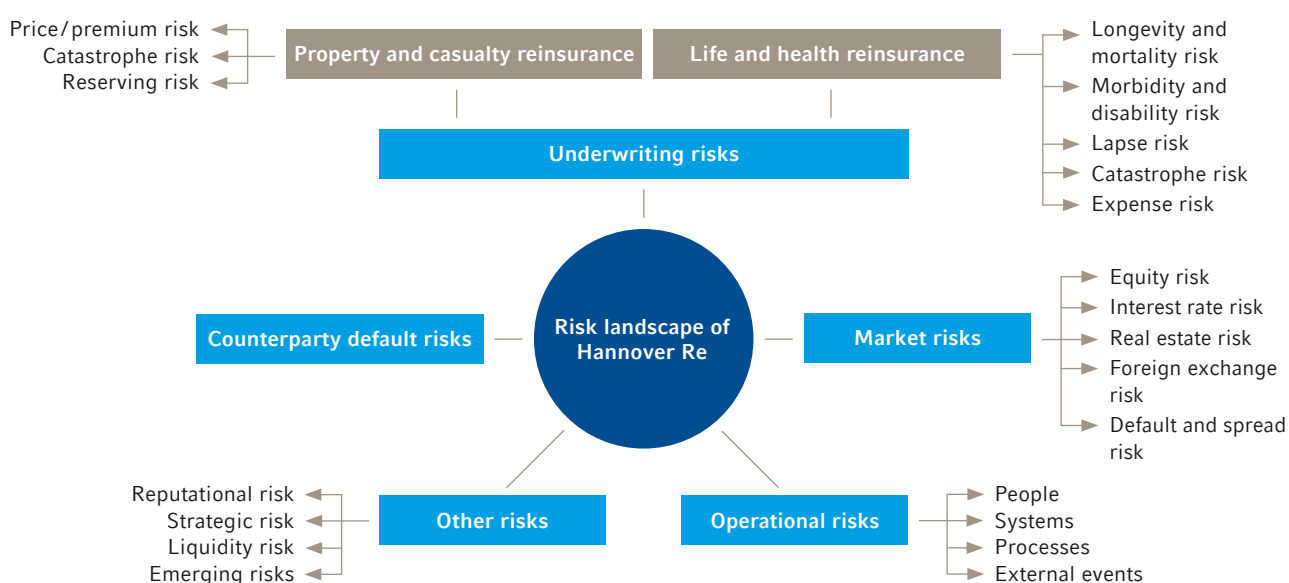 Price/premium risk
Catastrophe risk
Reserving risk
Property and casualty reinsurance
Life and health reinsurance
Longevity and
mortality risk
Morbidity and
disability risk
Lapse risk
Catastrophe risk
Expense risk
Underwriting risks
Counterparty default risks
Risk landscape of
Hannover Re
Market risks
Equity risk
Interest rate risk
Real estate risk
Foreign exchange
risk
Default and spread
risk
Reputational risk
Strategic risk
Liquidity risk
Emerging risks
Other risks
Operational risks
People
Systems
Processes
External events